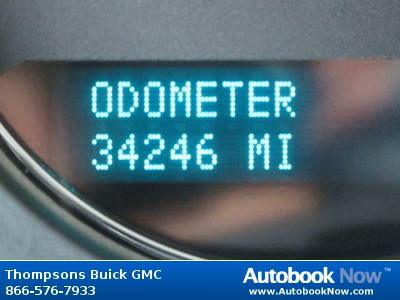 ODOMETER
34246 MI
Thompsons Buick GMC
866-576-7933
Autobook Now™
www.AutobookNow.com